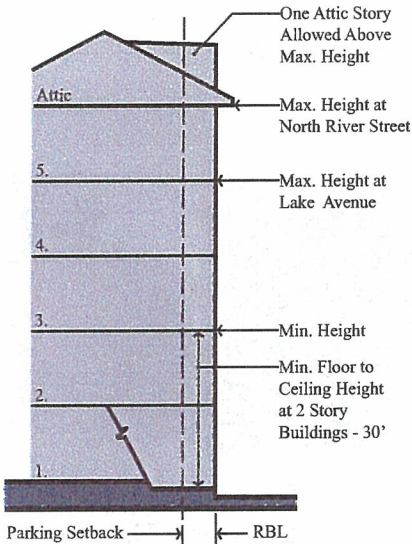 One Attic Story
Allowed Above
Max. Height
Attic
Max. Height at
North River Street
5.
Max. Height at
Lake Avenue
4.
3.
Min. Height
Min. Floor to
Ceiling Height
at 2 Story
Buildings - 30’
2.
1.
Parking Setback
RBL